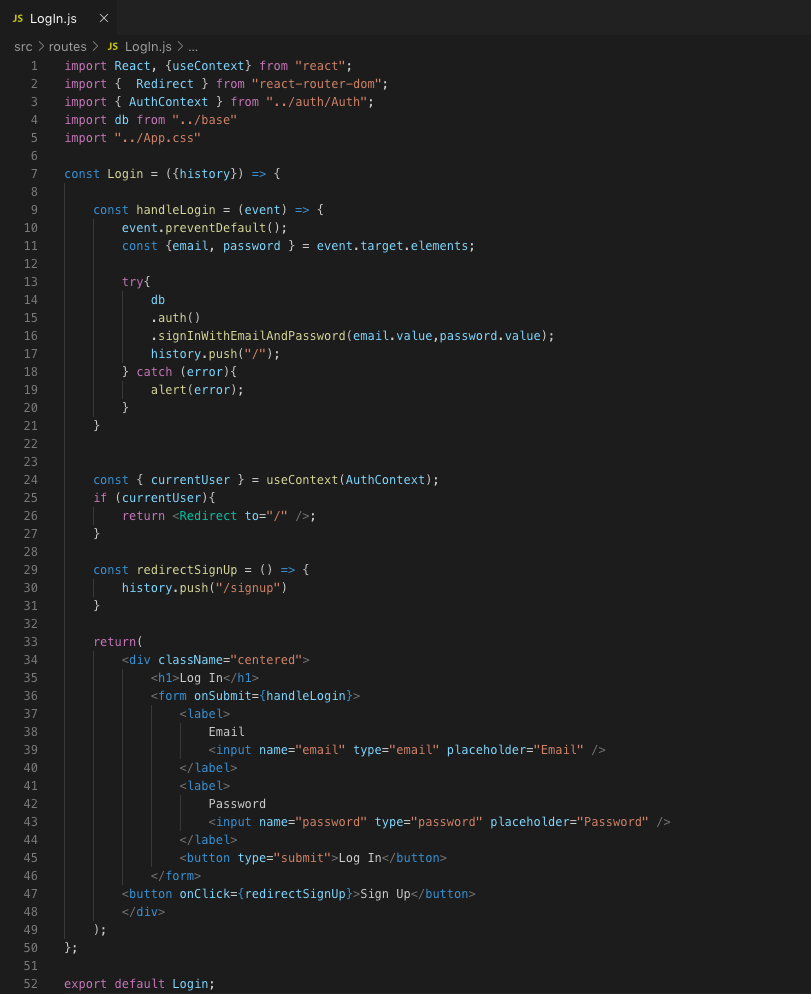 JS LogIn.js ×
src > routes > JS LogIn.js > ...
1 import React, {useContext} from "react";
2 import {  Redirect } from "react-router-dom";
3 import { AuthContext } from "../auth/Auth";
4 import db from "../base"
5 import "../App.css"
6
7 const Login = ({history}) => {
8
9     const handleLogin = (event) => {
10         event.preventDefault();
11         const {email, password } = event.target.elements;
12
13         try{
14             db
15             .auth()
16             .signInWithEmailAndPassword(email.value,password.value);
17             history.push("/");
18         } catch (error){
19             alert(error);
20         }
21     }
22
23
24     const { currentUser } = useContext(AuthContext);
25     if (currentUser){
26         return <Redirect to="/" />;
27     }
28
29     const redirectSignUp = () => {
30         history.push("/signup")
31     }
32
33     return(
34         <div className="centered">
35             <h1>Log In</h1>
36             <form onSubmit={handleLogin}>
37                 <label>
38                     Email
39                     <input name="email" type="email" placeholder="Email" />
40                 </label>
41                 <label>
42                     Password
43                     <input name="password" type="password" placeholder="Password" />
44                 </label>
45                 <button type="submit">Log In</button>
46             </form>
47         <button onClick={redirectSignUp}>Sign Up</button>
48         </div>
49     );
50 };
51
52 export default Login;